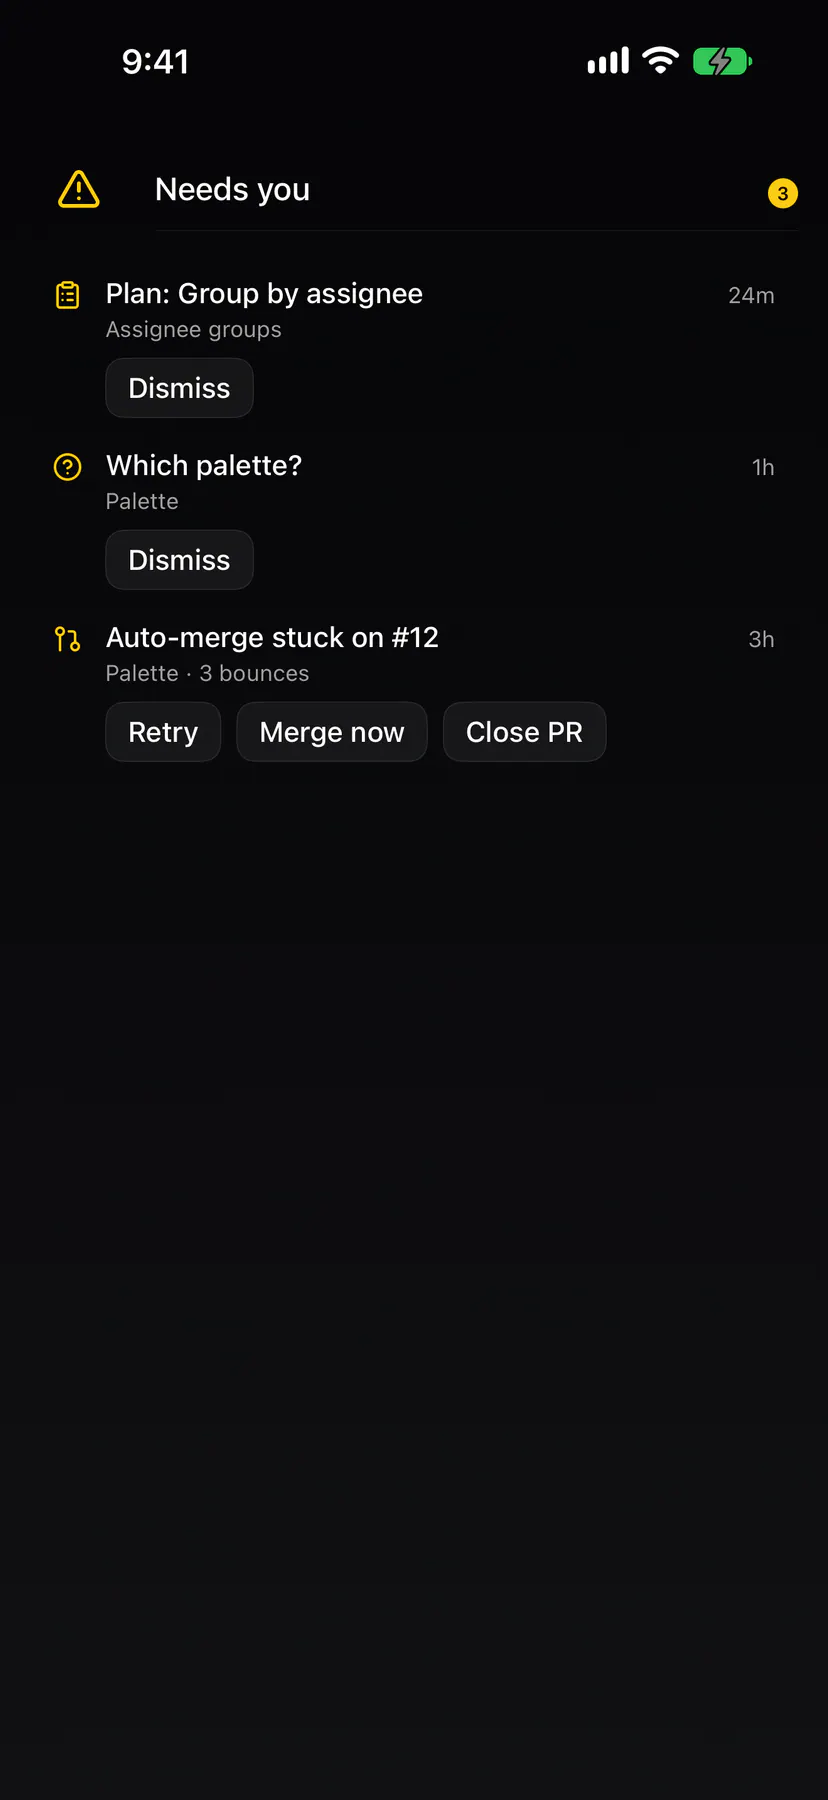 9:41
Needs you
3
Plan: Group by assignee
24m
Assignee groups
Dismiss
Which palette?
1h
Palette
Dismiss
Auto-merge stuck on #12
3h
Palette · 3 bounces
Retry
Merge now
Close PR